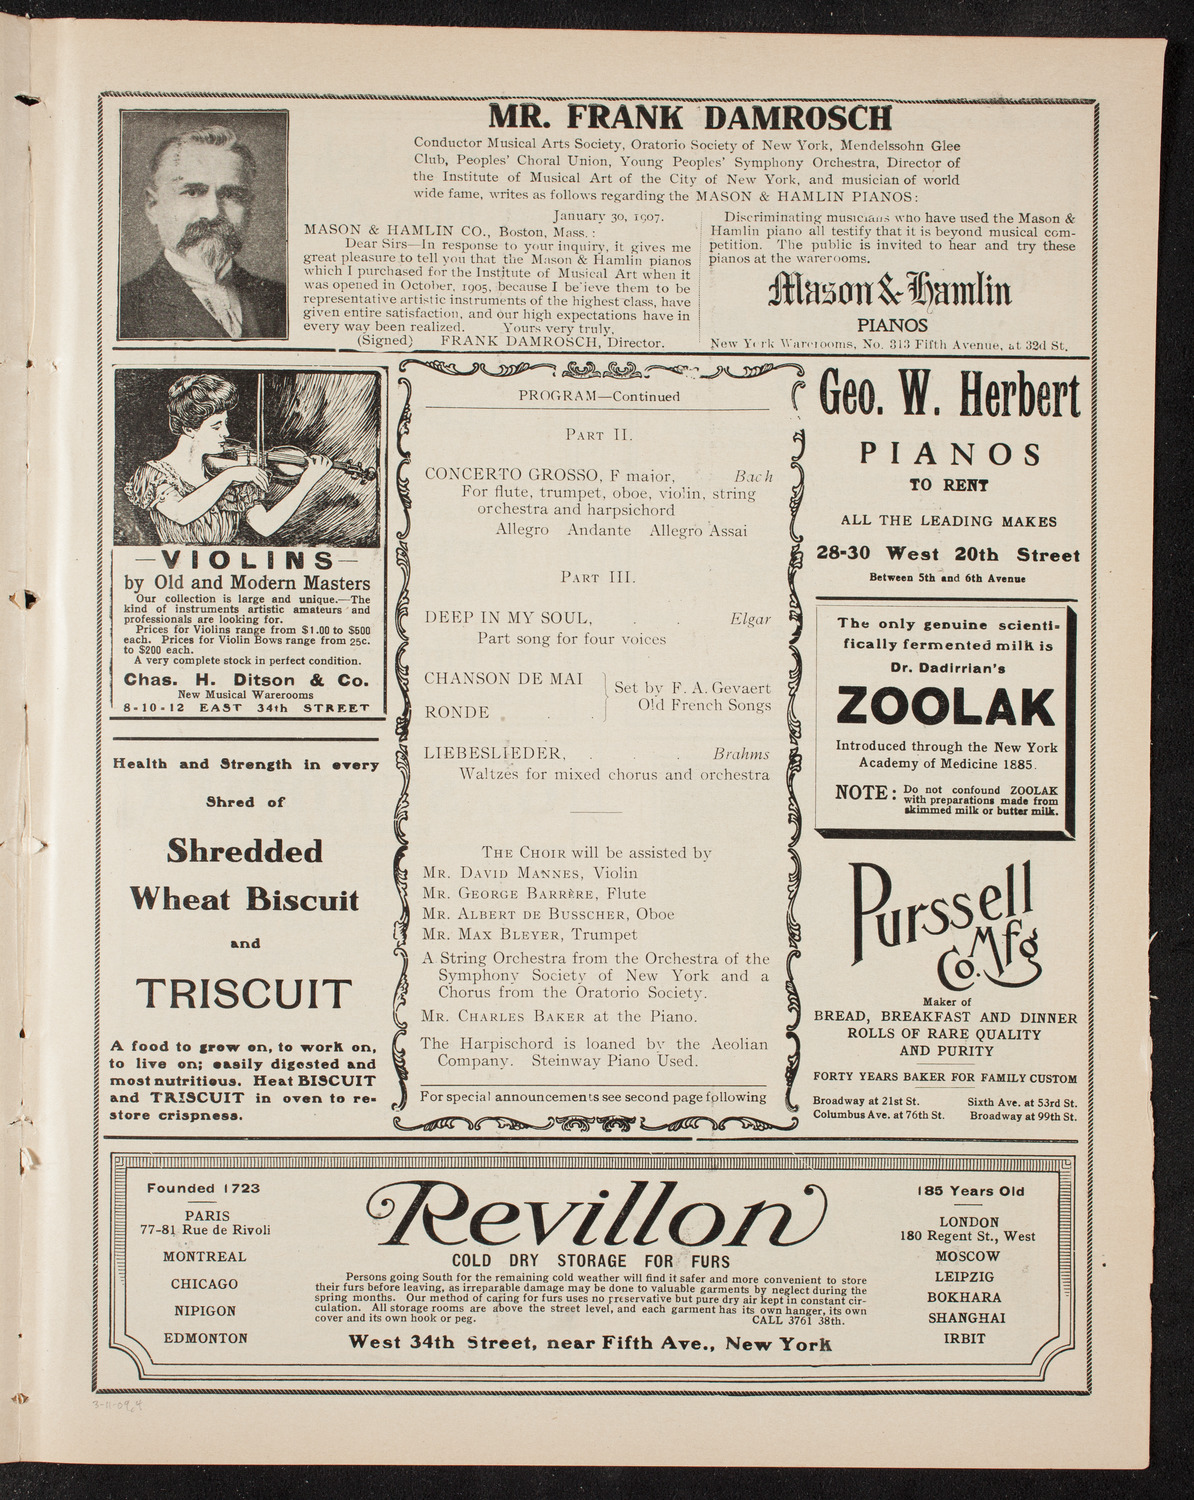 MR. FRANK DAMROSCH
Conductor Musical Arts Society, Oratorio Society of New York, Mendelssohn Glee
Club, Peoples' Choral Union, Young Peoples' Symphony Orchestra, Director of
the Institute of Musical Art of the City of New York, and musician of world
wide fame, writes as follows regarding the MASON & HAMLIN PIANOS:
January 30, 1907.
MASON & HAMLIN CO., Boston, Mass.:
Dear Sirs—In response to your inquiry, it gives me
great pleasure to tell you that the Mason & Hamlin pianos
which I purchased for the Institute of Musical Art when it
was opened in October, 1905, because I be ieve them to be
representative artistic instruments of the highest class, have
given entire satisfaction, and our high expectations have in
every way been realized. Yours very truly,
(Signed) FRANK DAMROSCH, Director.
Discriminating musicians who have used the Mason &
Hamlin piano all testify that it is beyond musical com-
petition. The public is invited to hear and try these
pianos at the warerooms.
Mason & Hamlin
PIANOS
New York Warerooms, No. 313 Fifth Avenue, at 32d St.
—VIOLINS—
by Old and Modern Masters
Our collection is large and unique.—The
kind of instruments artistic amateurs and
professionals are looking for.
Prices for Violins range from $1.00 to $500
each. Prices for Violin Bows range from 25c.
to $200 each.
A very complete stock in perfect condition.
Chas. H. Ditson & Co.
New Musical Warerooms
8-10-12 EAST 34th STREET
Health and Strength in every
Shred of
Shredded
Wheat Biscuit
and
TRISCUIT
A food to grow on, to work on,
to live on; easily digested and
most nutritious. Heat BISCUIT
and TRISCUIT in oven to re-
store crispness.
PROGRAM—Continued
PART II.
CONCERTO GROSSO, F maior, Bach
For flute, trumpet, oboe, violin, string
orchestra and harpsichord
Allegro Andante Allegro Assai
PART III.
DEEP IN MY SOUL, . . Elgar
Part song for four voices
CHANSON DE MAI
Set by F. A. Gevaert
Old French Songs
RONDE . . .
LIEBESLIEDER, . . . Brahms
Waltzes for mixed chorus and orchestra
THE CHOIR will be assisted by
MR. DAVID MANNES, Violin
MR. GEORGE BARRÈRE, Flute
MR. ALBERT DE BUSSCHER, Oboe
MR. MAX BLEYER, Trumpet
A String Orchestra from the Orchestra of the
Symphony Society of New York and a
Chorus from the Oratorio Society.
MR. CHARLES BAKER at the Piano.
The Harpischord is loaned by the Aeolian
Company. Steinway Piano Used.
For special announcements see second page following
Geo. W. Herbert
PIANOS
TO RENT
ALL THE LEADING MAKES
28-30 West 20th Street
Between 5th and 6th Avenue
The only genuine scienti-
fically fermented milk is
Dr. Dadirrian's
ZOOLAK
Introduced through the New York
Academy of Medicine 1885.
NOTE: Do not confound ZOOLAK
with preparations made from
skimmed milk or butter milk.
Purssell
Mfg
Co.
Maker of
BREAD, BREAKFAST AND DINNER
ROLLS OF RARE QUALITY
AND PURITY
FORTY YEARS BAKER FOR FAMILY CUSTOM
Broadway at 21st St. Sixth Ave. at 53rd St.
Columbus Ave. at 76th St. Broadway at 99th St.
Founded 1723
PARIS
77-81 Rue de Rivoli
MONTREAL
CHICAGO
NIPIGON
EDMONTON
Revillon
COLD DRY STORAGE FOR FURS
Persons going South for the remaining cold weather will find it safer and more convenient to store
their furs before leaving, as irreparable damage may be done to valuable garments by neglect during the
spring months. Our method of caring for furs uses no preservative but pure dry air kept in constant cir-
culation. All storage rooms are above the street level, and each garment has its own hanger, its own
cover and its own hook or peg. CALL 3761 38th.
West 34th Street, near Fifth Ave., New York
185 Years Old
LONDON
180 Regent St., West
MOSCOW
LEIPZIG
BOKHARA
SHANGHAI
IRBIT